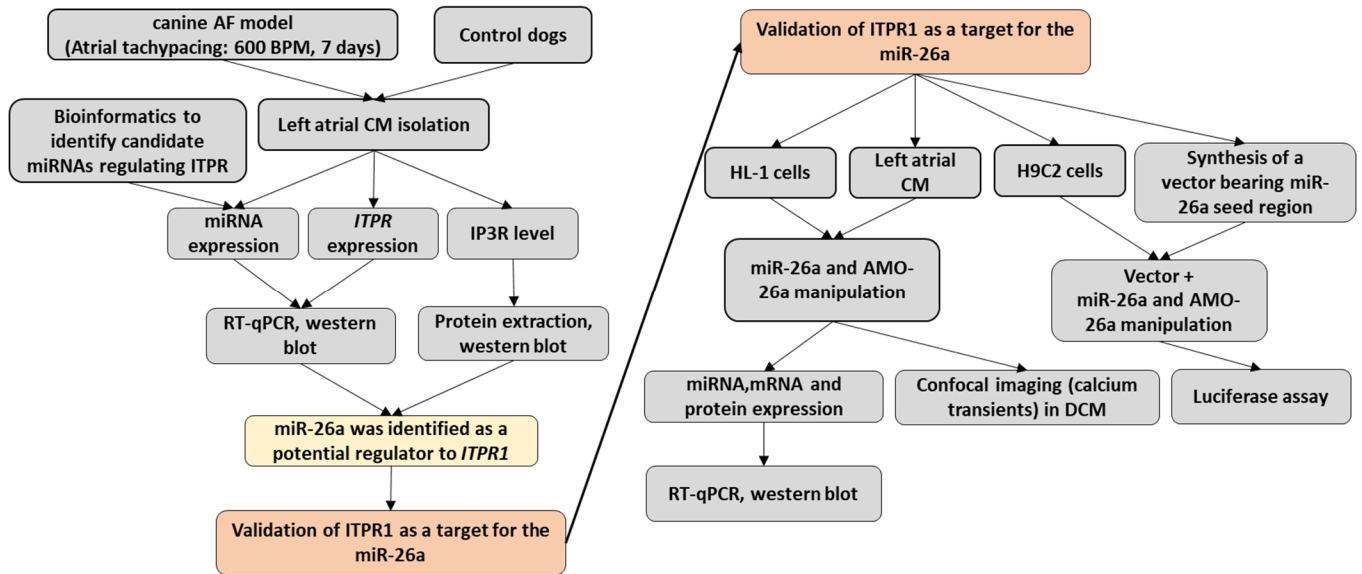 canine AF model
(Atrial tachypacing: 600 BPM, 7 days)
Control dogs
Bioinformatics to
identify candidate
miRNAs regulating ITPR
Left atrial CM isolation
miRNA
expression
ITPR
expression
IP3R level
RT-qPCR, western
blot
Protein extraction,
western blot
miR-26a was identified as a
potential regulator to ITPR1
Validation of ITPR1 as a target for the
miR-26a
Validation of ITPR1 as a target for the
miR-26a
HL-1 cells
Left atrial
CM
H9C2 cells
Synthesis of a
vector bearing miR-
26a seed region
miR-26a and AMO-
26a manipulation
Vector +
miR-26a and AMO-
26a manipulation
miRNA,mRNA and
protein expression
Confocal imaging (calcium
transients) in DCM
Luciferase assay
RT-qPCR, western blot